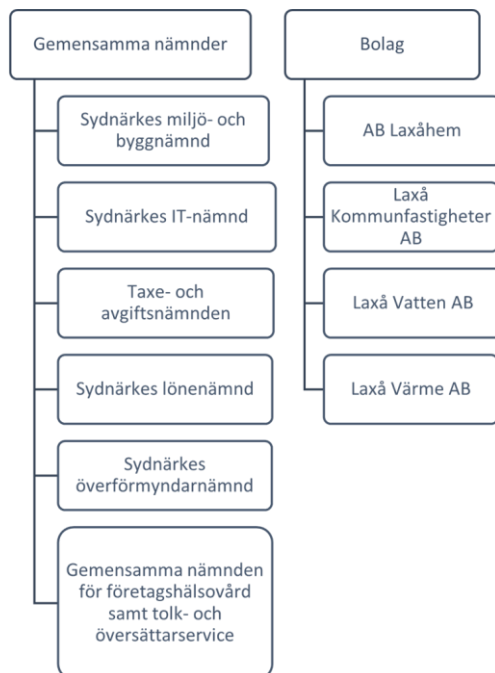 Gemensamma nämnder
Sydnärkes miljö- och
byggnämnd
Sydnärkes IT-nämnd
Taxe- och
avgiftsnämnden
Sydnärkes lönenämnd
Sydnärkes
överförmyndarnämnd
Gemensamma nämnden
för företagshälsovård
samt tolk- och
översättarservice
Bolag
AB Laxåhem
Laxå
Kommunfastigheter
AB
Laxå Vatten AB
Laxå Värme AB